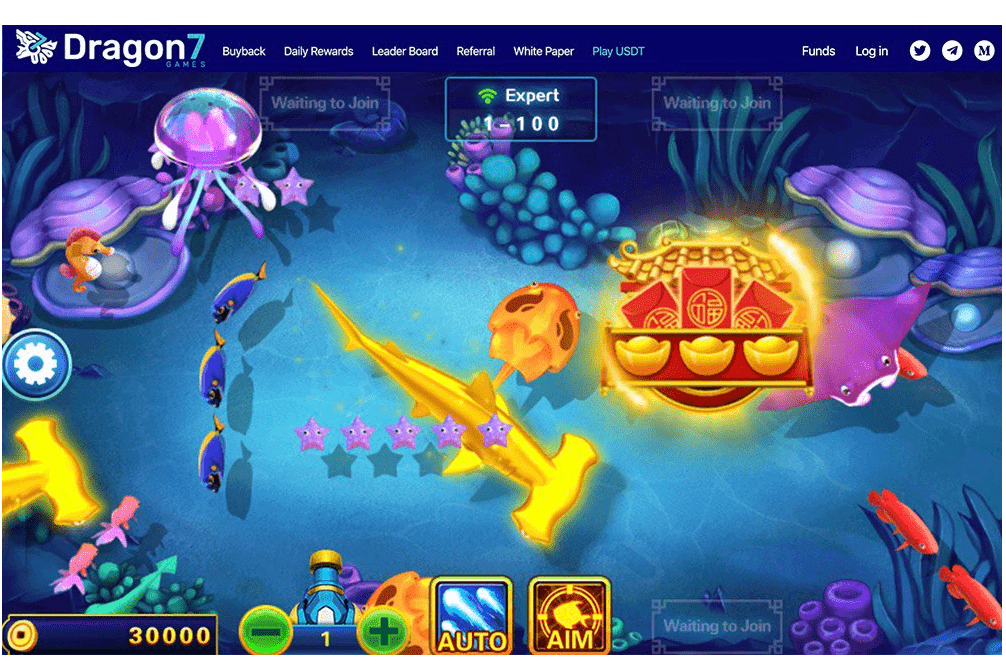 Dragon7
GAMES
Buyback Daily Rewards Leader Board Referral White Paper Play USDT Funds Log in
Waiting to Join
Expert
1-100
Waiting to Join
福
30000
1
AUTO
AIM
Waiting to Join